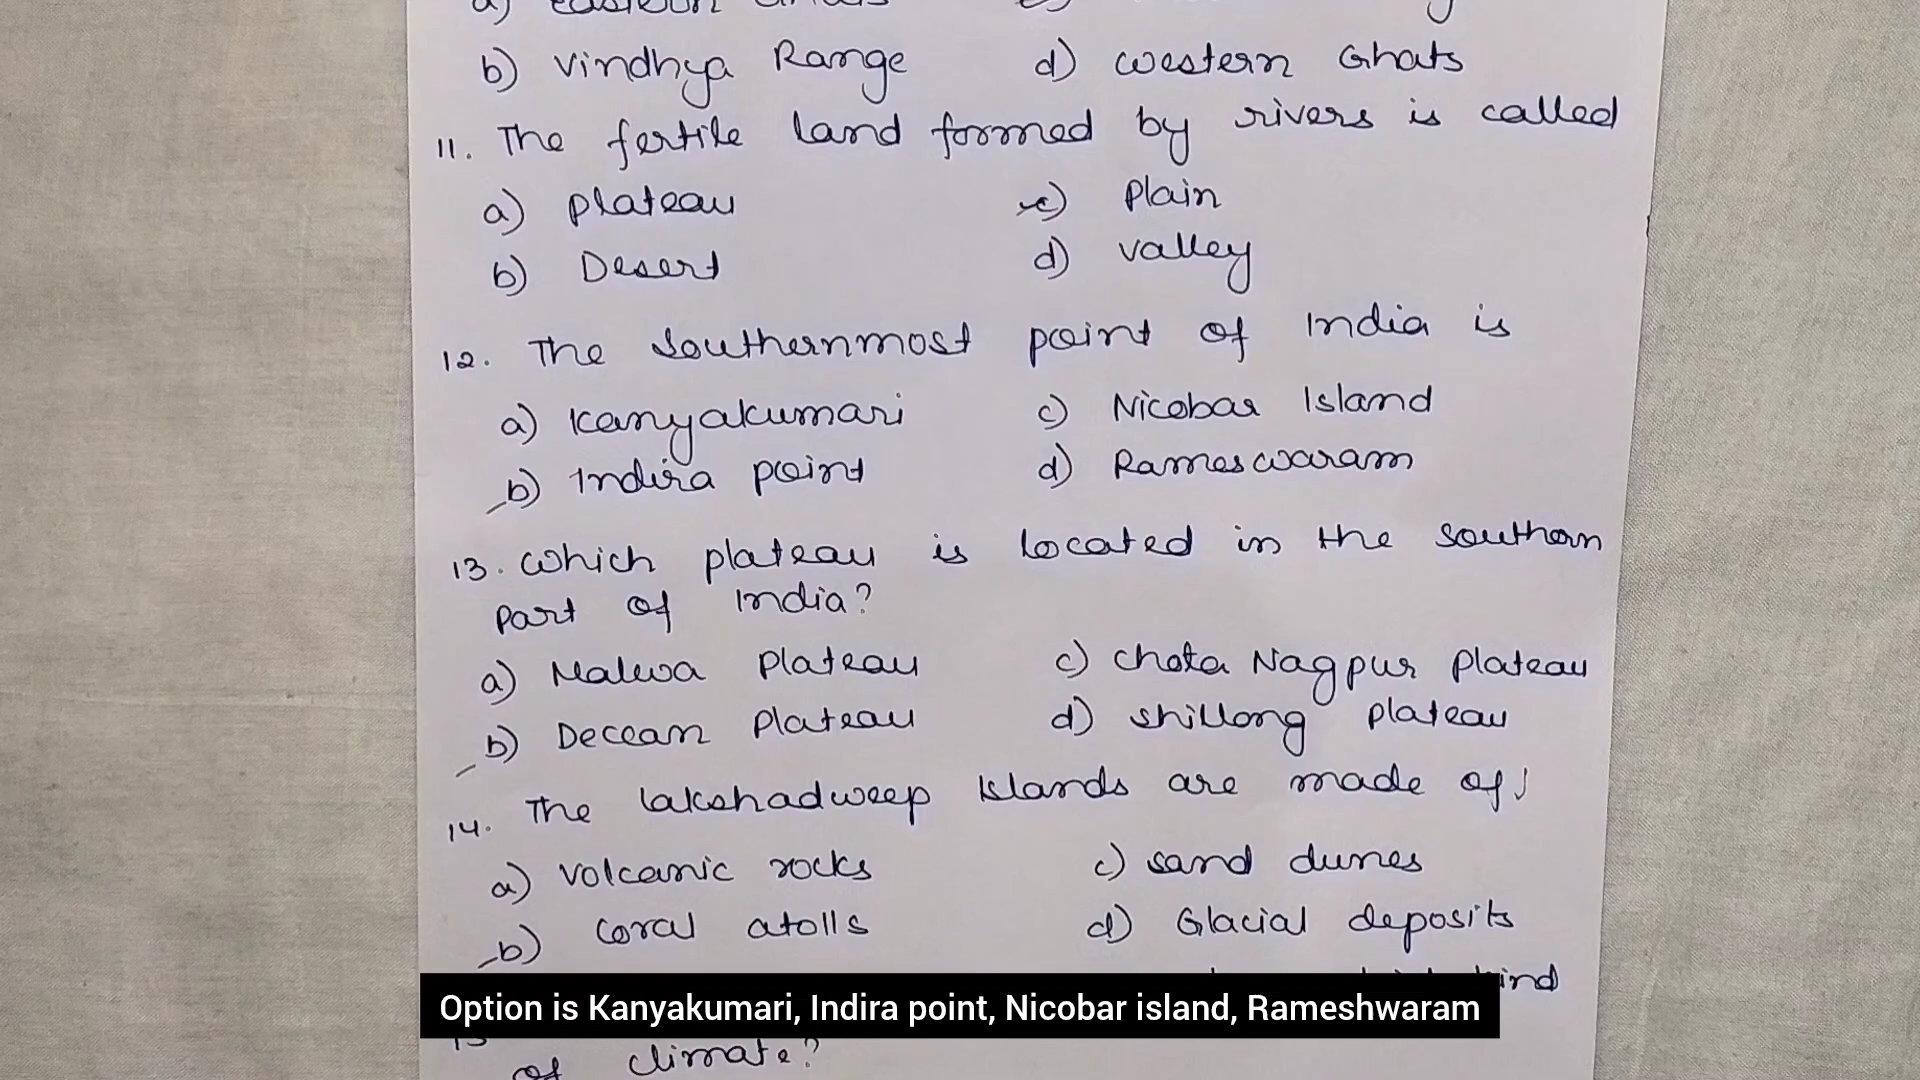 b) Vindhya Range d) Western Ghats
11. The fertile land formed by rivers is called
a) plateau c) plain
b) Desert d) valley
12. The Southernmost point of India is
a) Kanyakumari c) Nicobar Island
b) Indira point d) Rameswaram
13. Which plateau is located in the Southern
part of India?
a) Malwa plateau c) chota Nagpur plateau
b) Deccan plateau d) shillong plateau
14. The lakshadweep Islands are made of
a) volcanic rocks c) sand dunes
b) coral atolls d) Glacial deposits
Option is Kanyakumari, Indira point, Nicobar island, Rameshwaram
of climate?